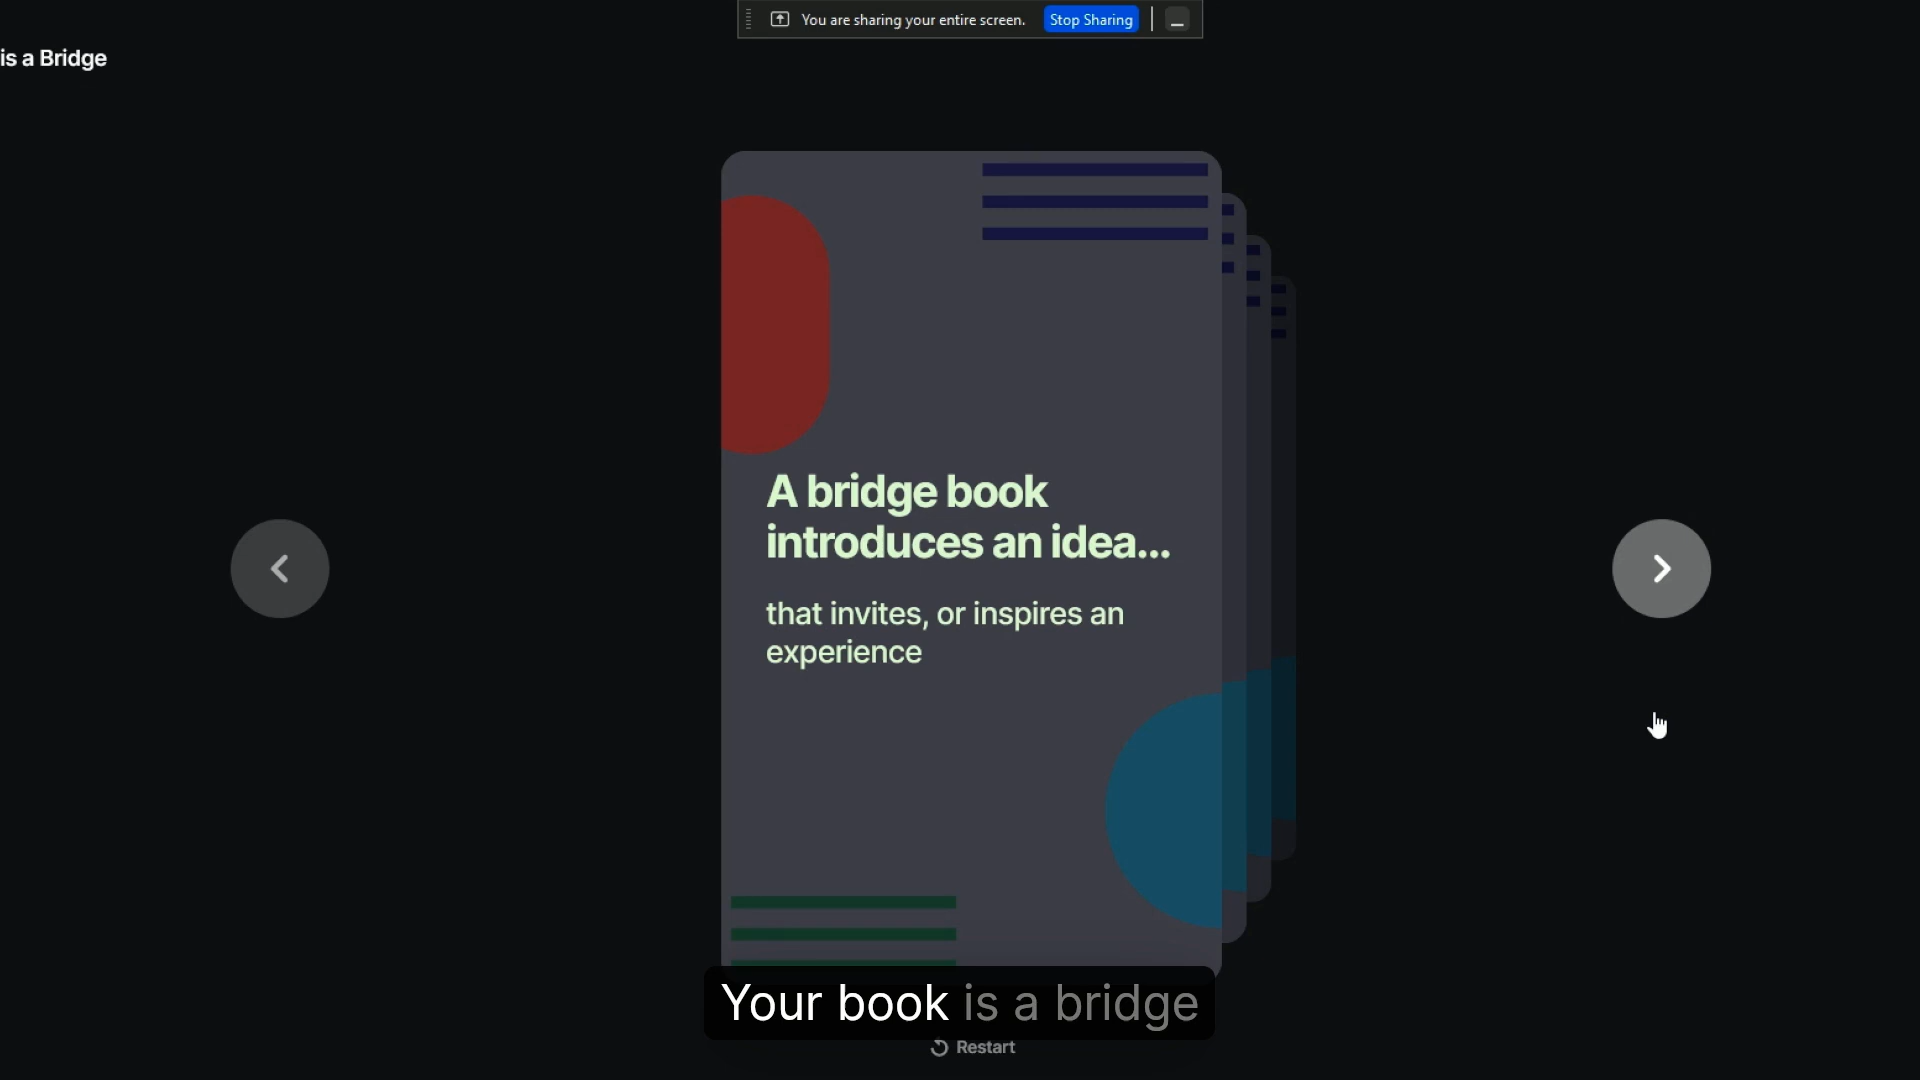 You are sharing your entire screen. Stop Sharing
is a Bridge
A bridge book
introduces an idea...
that invites, or inspires an
experience
Your book is a bridge
Restart